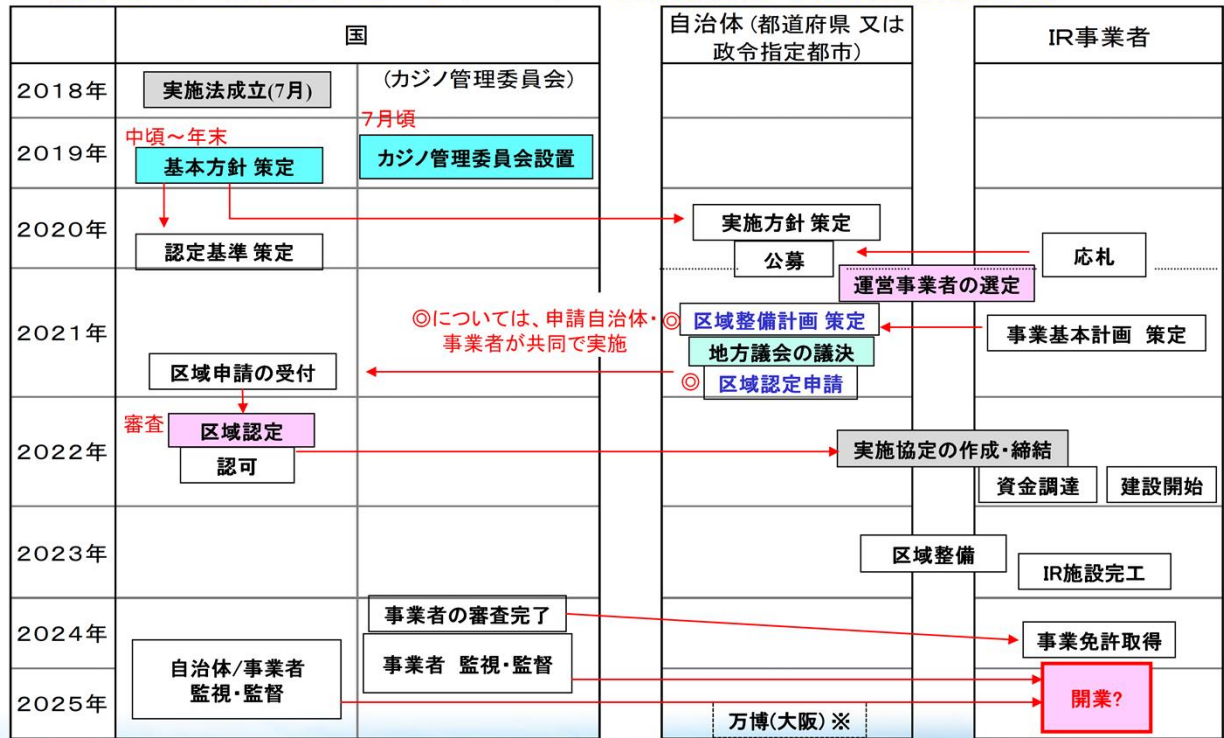 国
自治体(都道府県 又は
政令指定都市)
IR事業者
2018年
実施法成立(7月)
(カジノ管理委員会)
2019年
中頃～年末
基本方針 策定
7月頃
カジノ管理委員会設置
2020年
認定基準 策定
実施方針 策定
公募
応札
運営事業者の選定
2021年
◎については、申請自治体・
事業者が共同で実施
◎
区域整備計画 策定
事業基本計画 策定
地方議会の議決
◎
区域認定申請
区域申請の受付
2022年
審査
区域認定
認可
実施協定の作成・締結
資金調達
建設開始
2023年
区域整備
IR施設完工
2024年
事業者の審査完了
事業免許取得
自治体/事業者
監視・監督
事業者 監視・監督
2025年
開業?
万博(大阪)※